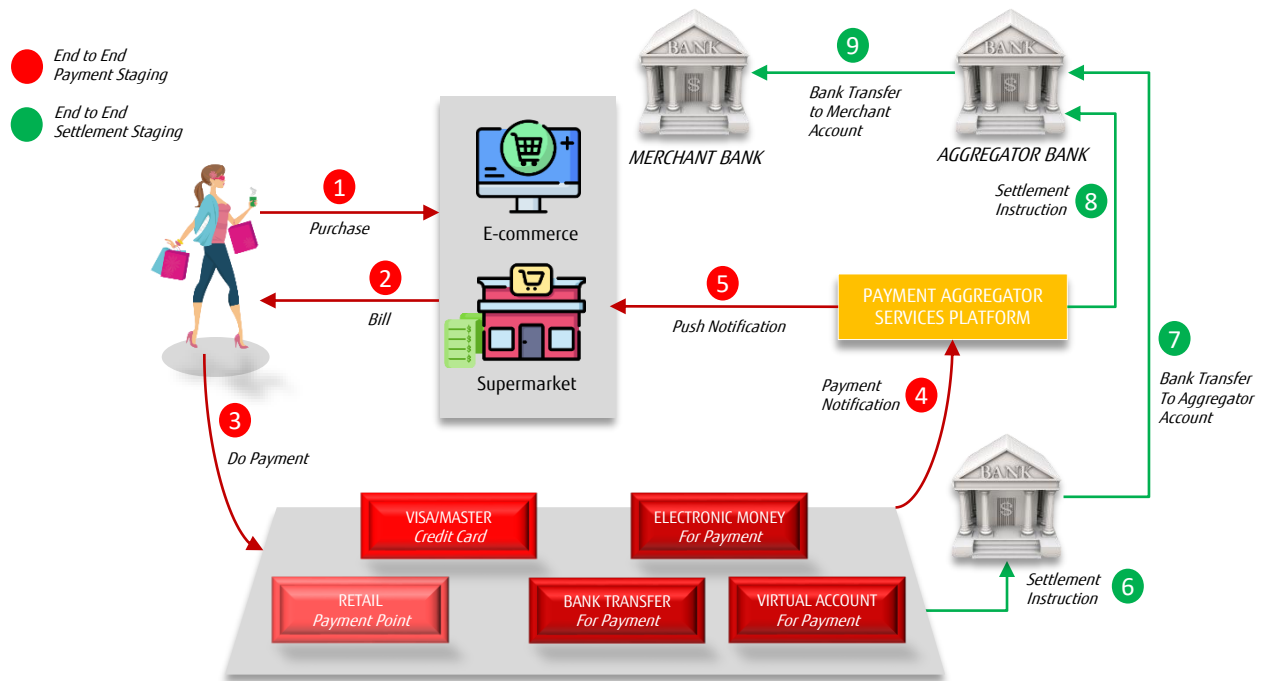 End to End
Payment Staging
End to End
Settlement Staging
BANK
MERCHANT BANK
9
Bank Transfer
to Merchant
Account
BANK
$
AGGREGATOR BANK
$
1
Purchase
E-commerce
2
Bill
Supermarket
$
$
$
$
5
Push Notification
PAYMENT AGGREGATOR
SERVICES PLATFORM
Settlement
Instruction
8
7
Bank Transfer
To Aggregator
Account
3
Do Payment
Payment
Notification
4
BANK
$
Settlement
Instruction
6
VISA/MASTER
Credit Card
ELECTRONIC MONEY
For Payment
RETAIL
Payment Point
BANK TRANSFER
For Payment
VIRTUAL ACCOUNT
For Payment